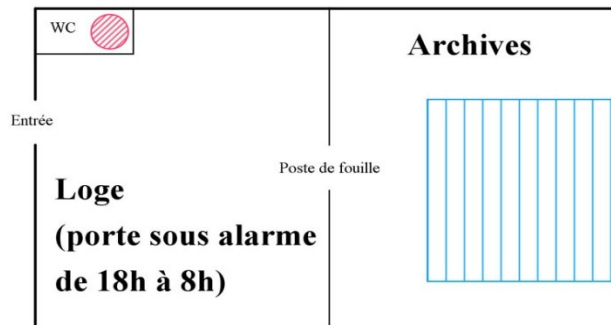 WC
Archives
Entrée
Poste de fouille
Loge
(porte sous alarme
de 18h à 8h)